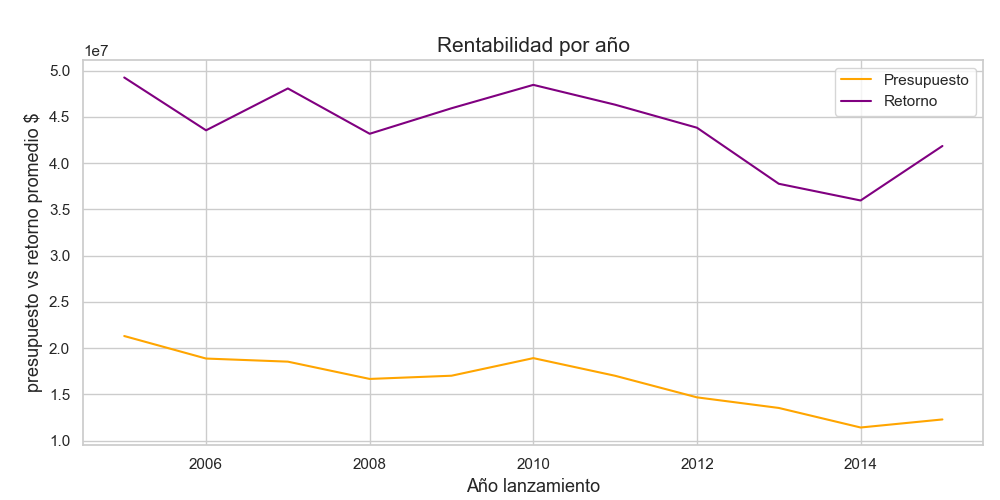 Rentabilidad por año
1e7
5.0
4.5
4.0
3.5
3.0
2.5
2.0
1.5
1.0
presupuesto vs retorno promedio $
Presupuesto
Retorno
2006
2008
2010
2012
2014
Año lanzamiento